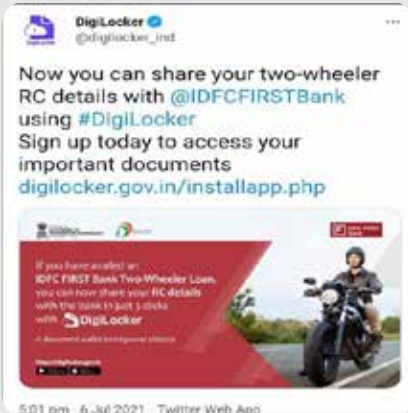 DigiLocker
@digilocker_ind
Now you can share your two-wheeler
RC details with @IDFCFIRSTBank
using #DigiLocker
Sign up today to access your
important documents
digilocker.gov.in/installapp.php
If you have availed an
IDFC FIRST Bank Two-Wheeler Loan,
you can now share your RC details
with the bank in just 3 clicks
with DigiLocker
5:01 pm 6 Jul 2021 Twitter Web App